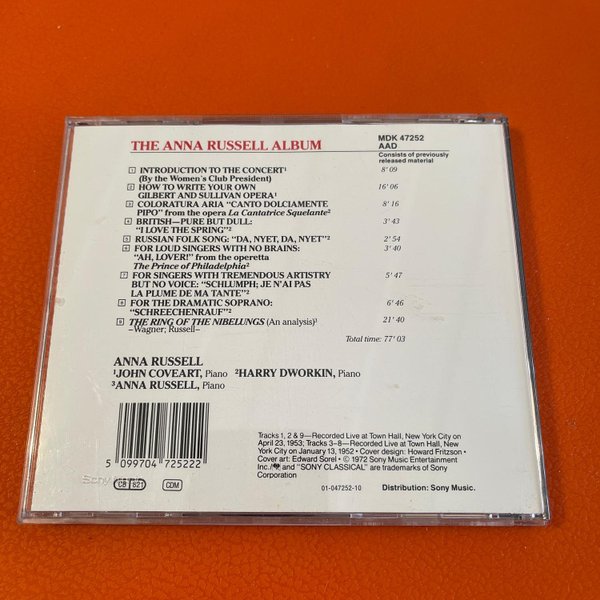 THE ANNA RUSSELL ALBUM
MDK 47252
AAD
Consists of previously
released material
1 INTRODUCTION TO THE CONCERT¹ 8' 09
(By the Women's Club President)
2 HOW TO WRITE YOUR OWN 16' 06
GILBERT AND SULLIVAN OPERA¹
3 COLORATURA ARIA "CANTO DOLCIAMENTE 8' 16
PIPO" from the opera La Cantatrice Squelante²
4 BRITISH—PURE BUT DULL: 3' 43
"I LOVE THE SPRING"²
5 RUSSIAN FOLK SONG: "DA, NYET, DA, NYET"² 2' 54
6 FOR LOUD SINGERS WITH NO BRAINS: 3' 40
"AH, LOVER!" from the operetta
The Prince of Philadelphia²
7 FOR SINGERS WITH TREMENDOUS ARTISTRY 5' 47
BUT NO VOICE: "SCHLUMPH; JE N'AI PAS
LA PLUME DE MA TANTE"²
8 FOR THE DRAMATIC SOPRANO: 6' 46
"SCHREECHENRAUF"²
9 THE RING OF THE NIBELUNGS (An analysis)³ 21' 40
–Wagner; Russell–
Total time: 77' 03
ANNA RUSSELL
¹JOHN COVEART, Piano ²HARRY DWORKIN, Piano
³ANNA RUSSELL, Piano
Tracks 1, 2 & 9—Recorded Live at Town Hall, New York City on
April 23, 1953; Tracks 3–8—Recorded Live at Town Hall, New
York City on January 13, 1952 • Cover design: Howard Fritzson •
Cover art: Edward Sorel • © 1972 Sony Music Entertainment
Inc./ and "SONY CLASSICAL" are trademarks of Sony
Corporation
5 099704 725222
Sony
CB 821 CDM
01-047252-10
Distribution: Sony Music.